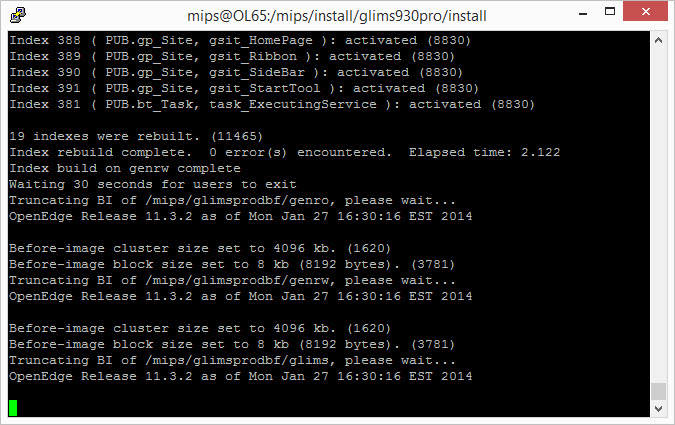 mips@OL65:/mips/install/glims930pro/install
Index 388 ( PUB.gp_Site, gsit_HomePage ): activated (8830)
Index 389 ( PUB.gp_Site, gsit_Ribbon ): activated (8830)
Index 390 ( PUB.gp_Site, gsit_SideBar ): activated (8830)
Index 391 ( PUB.gp_Site, gsit_StartTool ): activated (8830)
Index 381 ( PUB.bt_Task, task_ExecutingService ): activated (8830)
19 indexes were rebuilt. (11465)
Index rebuild complete.  0 error(s) encountered.  Elapsed time: 2.122
Index build on genrw complete
Waiting 30 seconds for users to exit
Truncating BI of /mips/glimsprodbf/genro, please wait...
OpenEdge Release 11.3.2 as of Mon Jan 27 16:30:16 EST 2014
Before-image cluster size set to 4096 kb. (1620)
Before-image block size set to 8 kb (8192 bytes). (3781)
Truncating BI of /mips/glimsprodbf/genrw, please wait...
OpenEdge Release 11.3.2 as of Mon Jan 27 16:30:16 EST 2014
Before-image cluster size set to 4096 kb. (1620)
Before-image block size set to 8 kb (8192 bytes). (3781)
Truncating BI of /mips/glimsprodbf/glims, please wait...
OpenEdge Release 11.3.2 as of Mon Jan 27 16:30:16 EST 2014